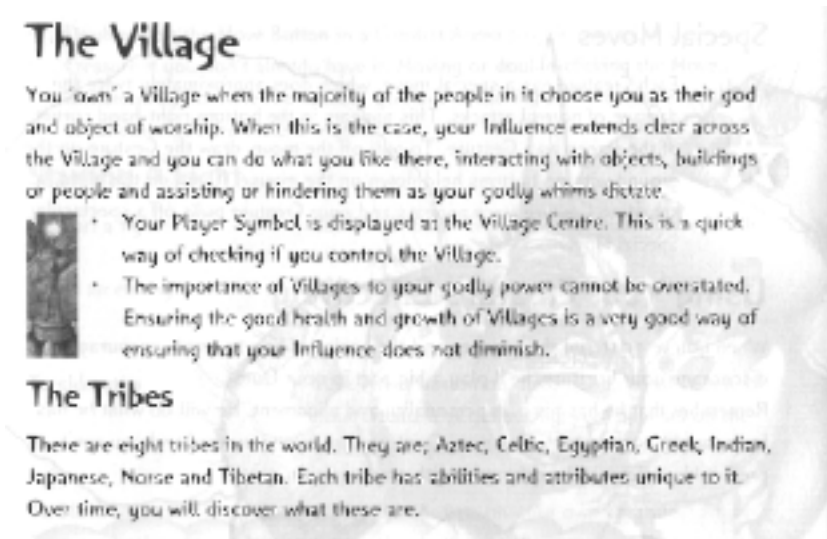 The Village
You 'own' a Village when the majority of the people in it choose you as their god
and object of worship. When this is the case, your Influence extends clear across
the Village and you can do what you like there, interacting with objects, buildings
or people and assisting or hindering them as your godly whims dictate.
• Your Player Symbol is displayed at the Village Centre. This is a quick
way of checking if you control the Village.
• The importance of Villages to your godly power cannot be overstated.
Ensuring the good health and growth of Villages is a very good way of
ensuring that your Influence does not diminish.
The Tribes
There are eight tribes in the world. They are; Aztec, Celtic, Egyptian, Greek, Indian,
Japanese, Norse and Tibetan. Each tribe has abilities and attributes unique to it.
Over time, you will discover what these are.